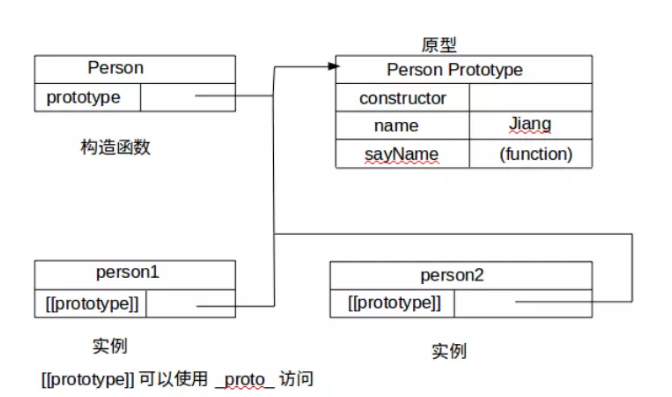 原型
Person
Person Prototype
prototype
constructor
name
Jiang
构造函数
sayName
(function)
person1
person2
[[prototype]]
[[prototype]]
实例
实例
[[prototype]] 可以使用 _proto_ 访问